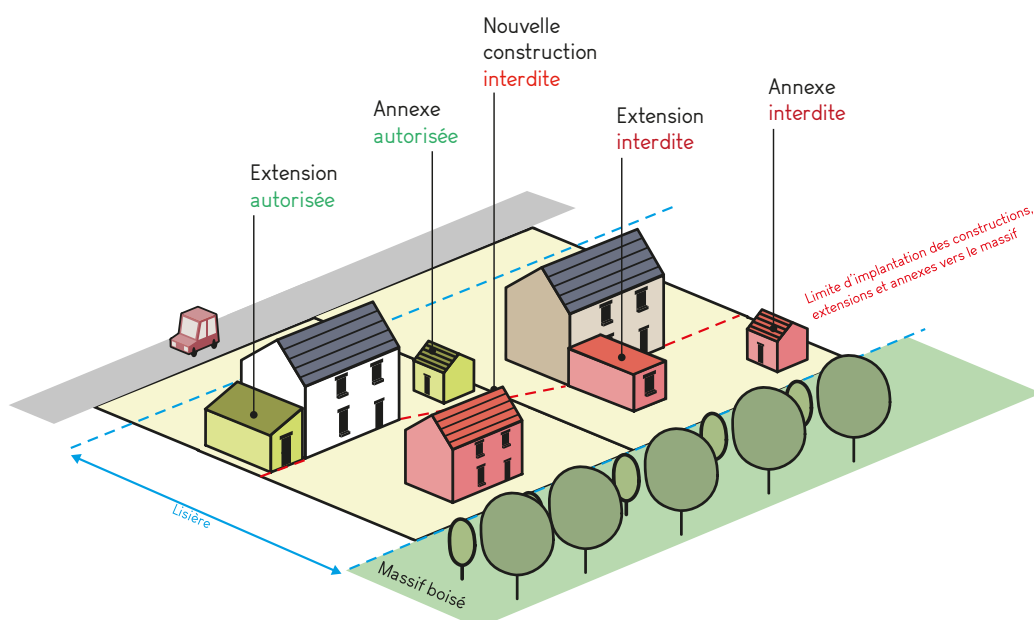 Nouvelle
construction
interdite
Annexe
interdite
Annexe
autorisée
Extension
interdite
Extension
autorisée
Limite d'implantation des constructions,
extensions et annexes vers le massif
Lisière
Massif boisé